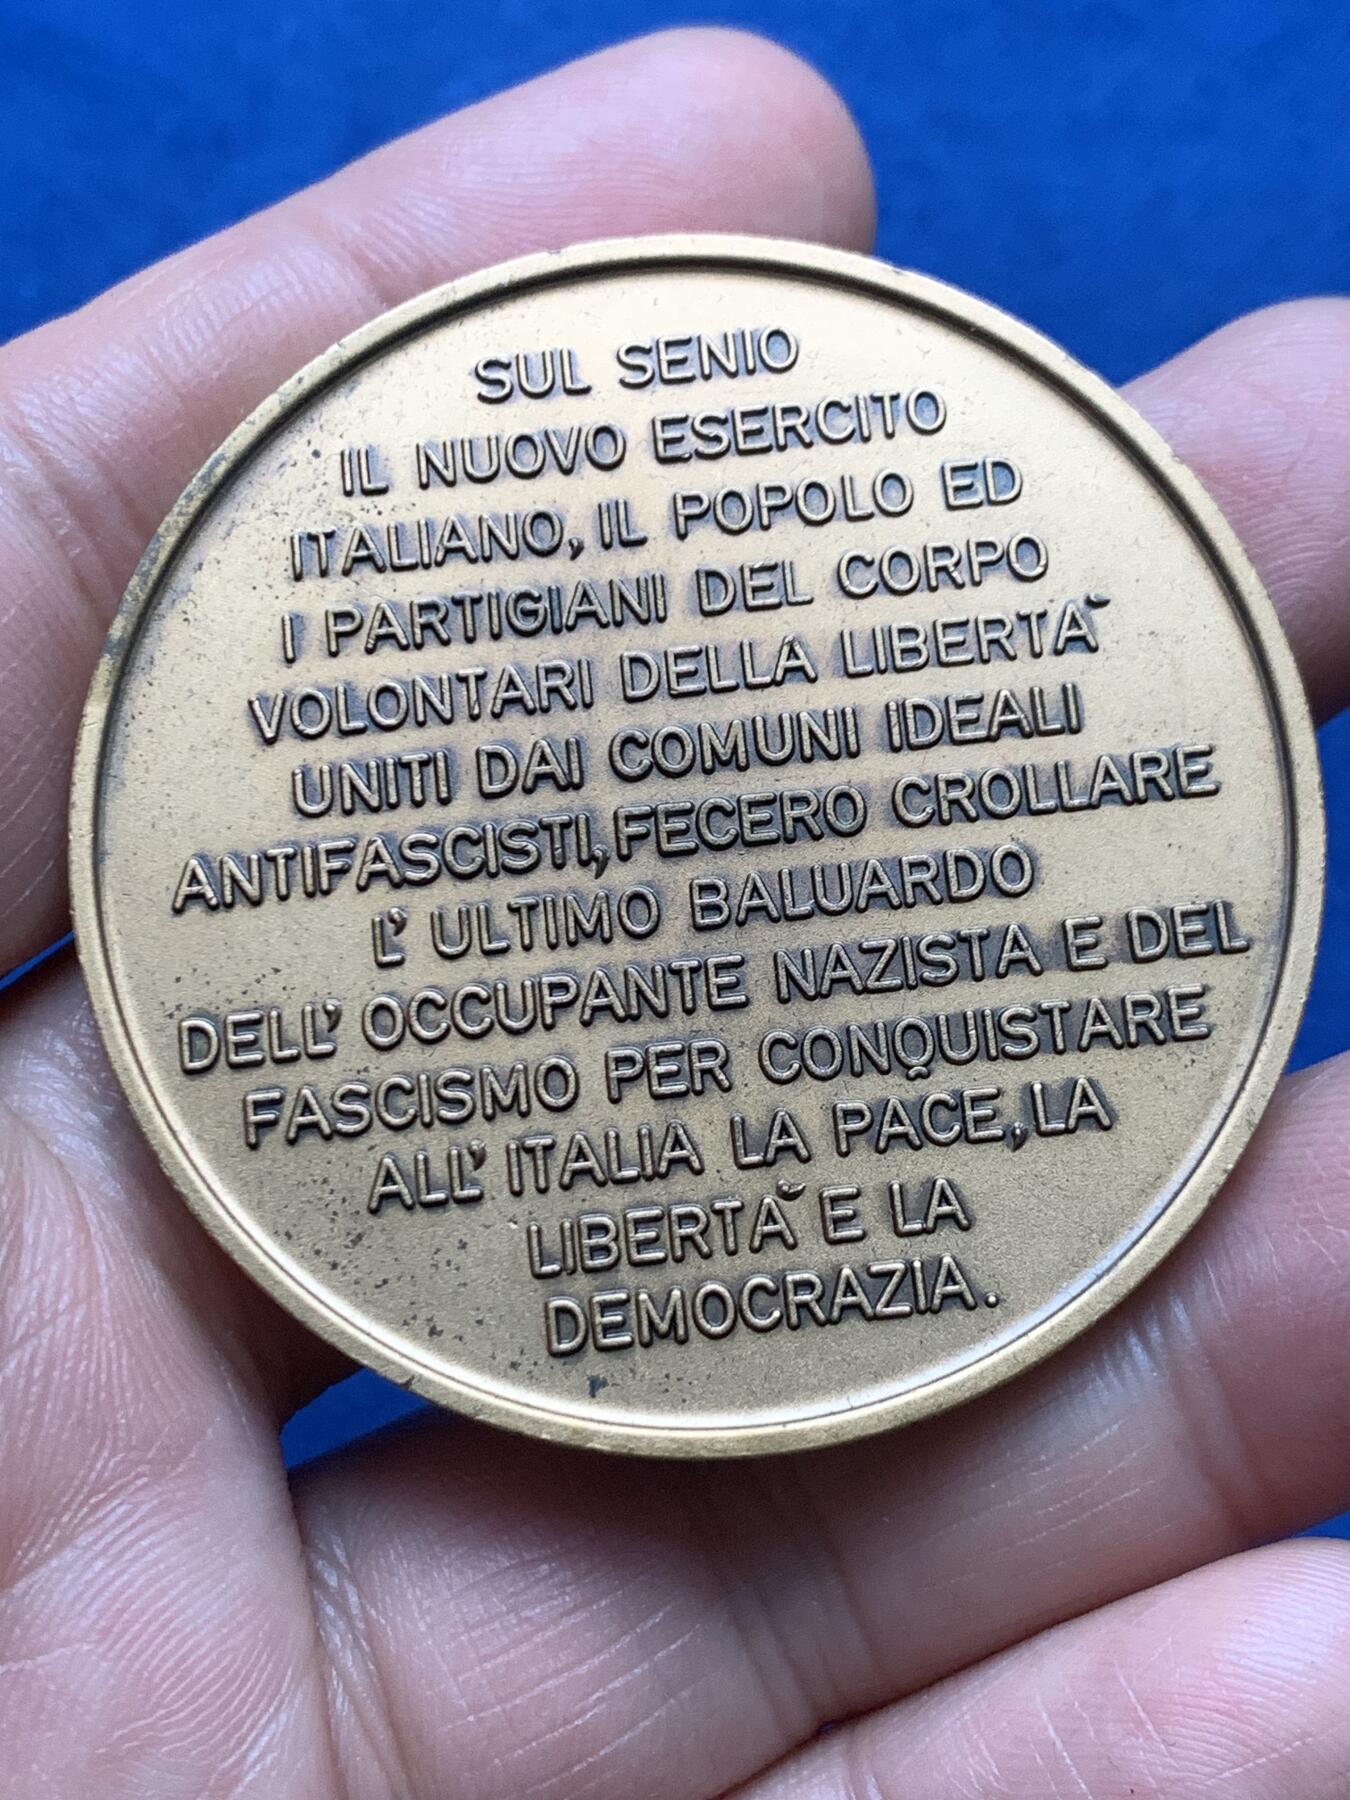 SUL SENIO
IL NUOVO ESERCITO
ITALIANO, IL POPOLO ED
I PARTIGIANI DEL CORPO
VOLONTARI DELLA LIBERTÀ
UNITI DAI COMUNI IDEALI
ANTIFASCISTI, FECERO CROLLARE
L' ULTIMO BALUARDO
DELL' OCCUPANTE NAZISTA E DEL
FASCISMO PER CONQUISTARE
ALL' ITALIA LA PACE, LA
LIBERTÀ E LA
DEMOCRAZIA.